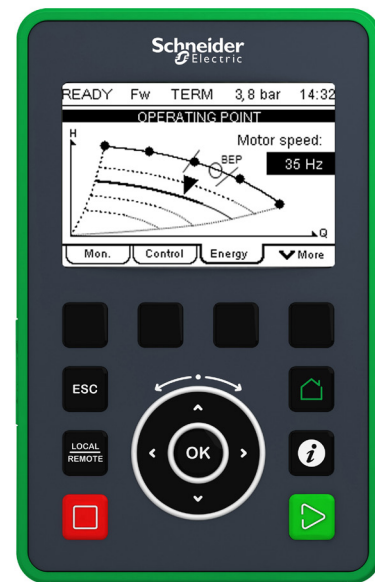 Schneider
Electric
READY Fw TERM 3,8 bar 14:32
OPERATING POINT
H
Motor speed:
BEP
35 Hz
Q
Mon. Control Energy More
ESC
LOCAL
REMOTE
OK
i